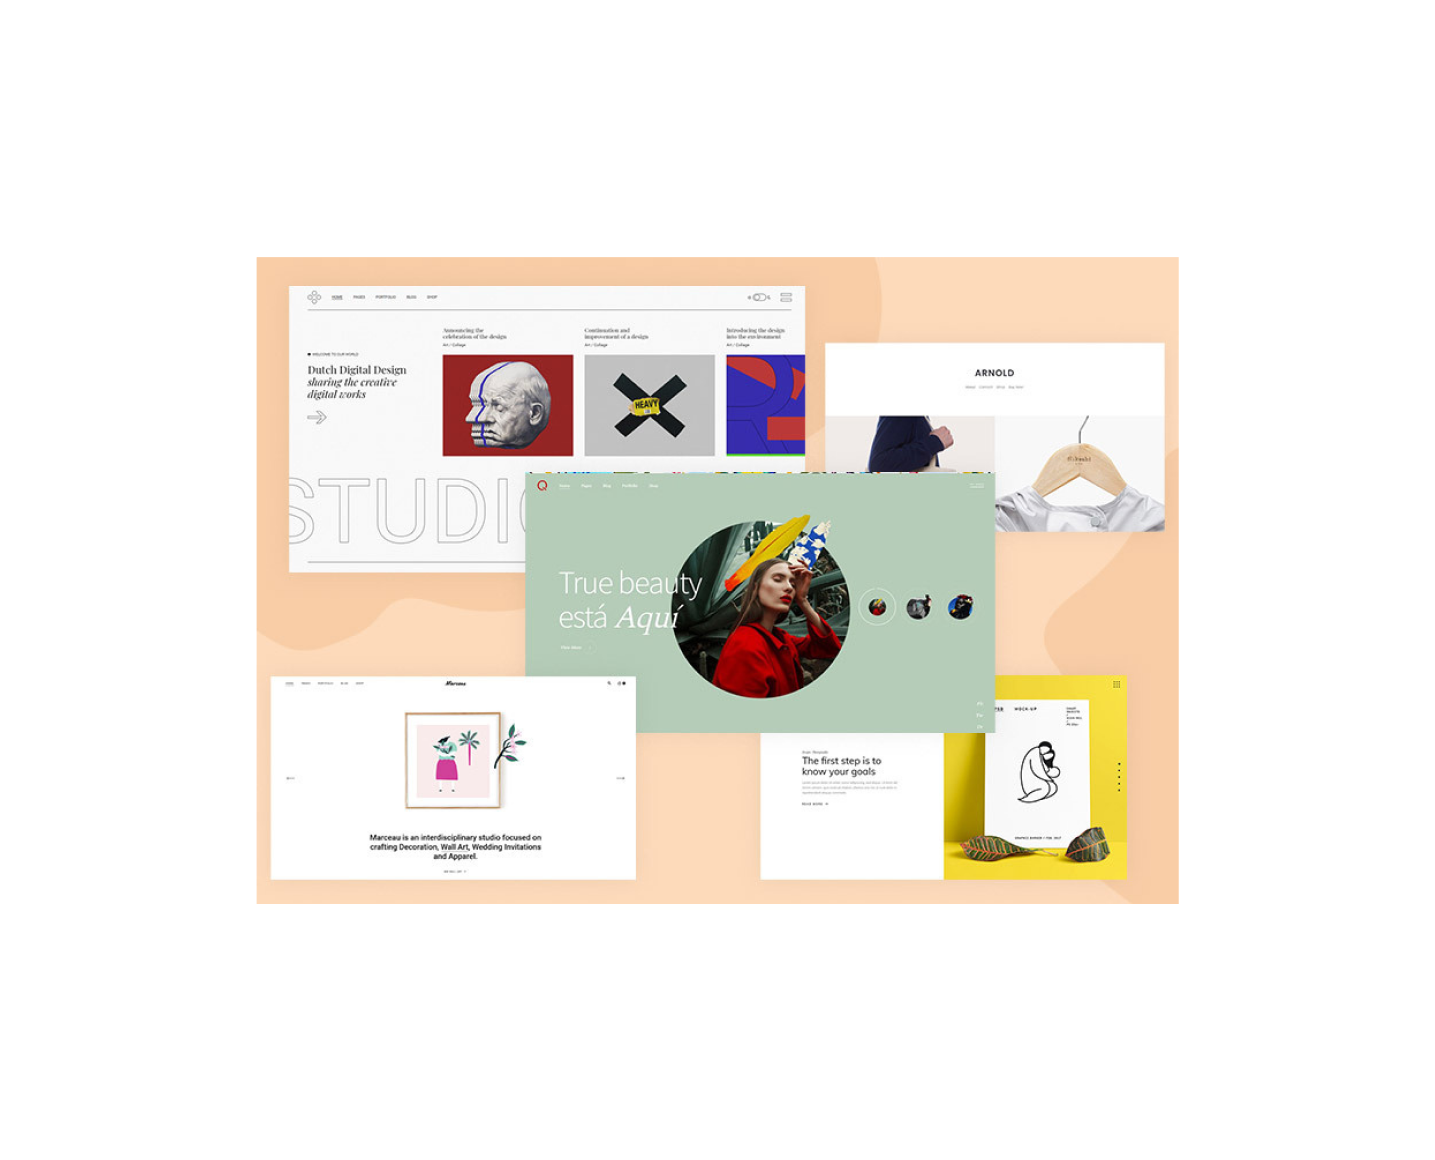 HOME PAGES PORTFOLIO BLOG SHOP
WELCOME TO OUR WORLD
Dutch Digital Design
sharing the creative
digital works
Announcing the
celebration of the design
Art / Collage
HEAVY
Continuation and
improvement of a design
Art / Collage
Introducing the design
into the environment
Art / Collage
STUDIO
ARNOLD
Q
Home Pages Blog Portfolio Shop
True beauty
está Aquí
HOME PAGES PORTFOLIO BLOG SHOP
Marceau
Marceau is an interdisciplinary studio focused on
crafting Decoration, Wall Art, Wedding Invitations
and Apparel.
The first step is to
know your goals
READ MORE
MOCK-UP